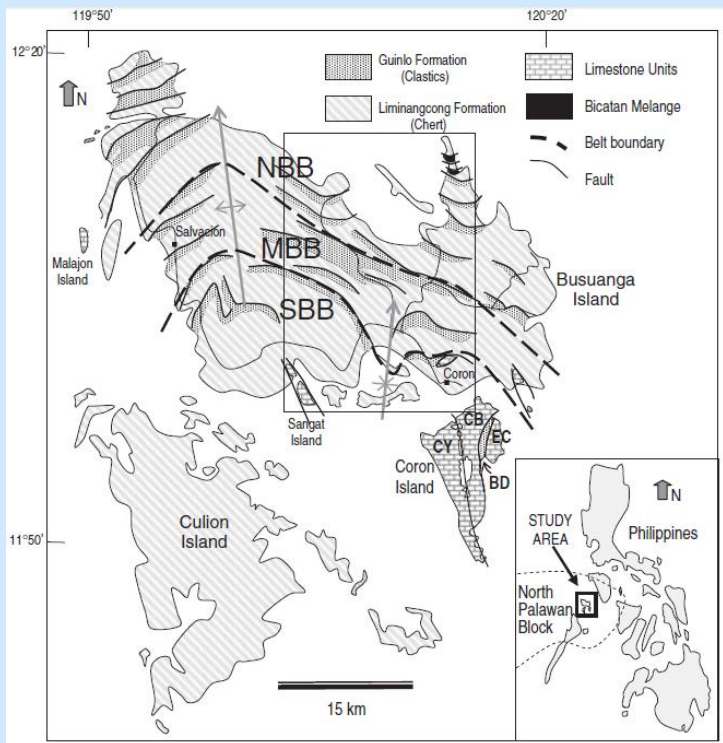 119°50'
120°20'
12°20'
N
Guinlo Formation
(Clastics)
Liminangcong Formation
(Chert)
Limestone Units
Bicatan Melange
Belt boundary
Fault
NBB
MBB
SBB
Salvacion
Malajon
Island
Busuanga
Island
Coron
Sangat
Island
CB
CY
EC
BD
Coron
Island
Culion
Island
11°50'
15 km
N
STUDY
AREA
Philippines
North
Palawan
Block